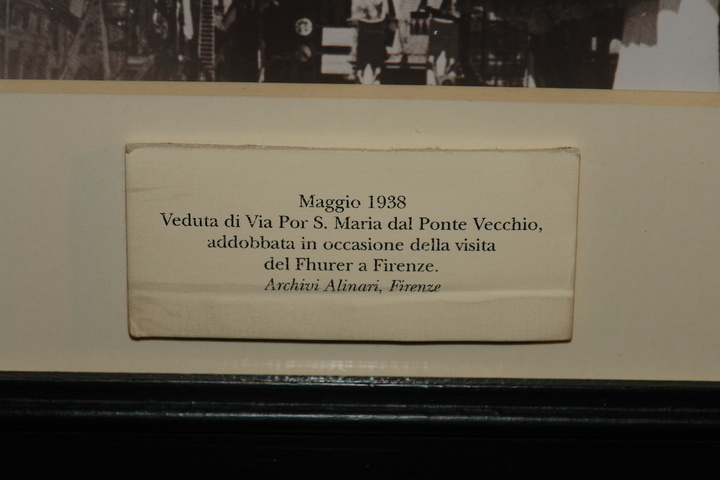 Maggio 1938
Veduta di Via Por S. Maria dal Ponte Vecchio,
addobbata in occasione della visita
del Fhurer a Firenze.
Archivi Alinari, Firenze